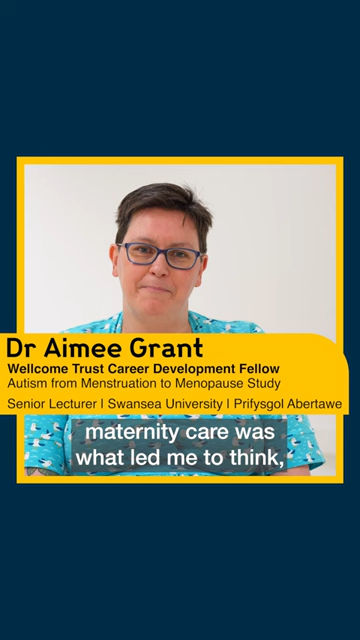 Dr Aimee Grant
Wellcome Trust Career Development Fellow
Autism from Menstruation to Menopause Study
Senior Lecturer | Swansea University | Prifysgol Abertawe
maternity care was
what led me to think,